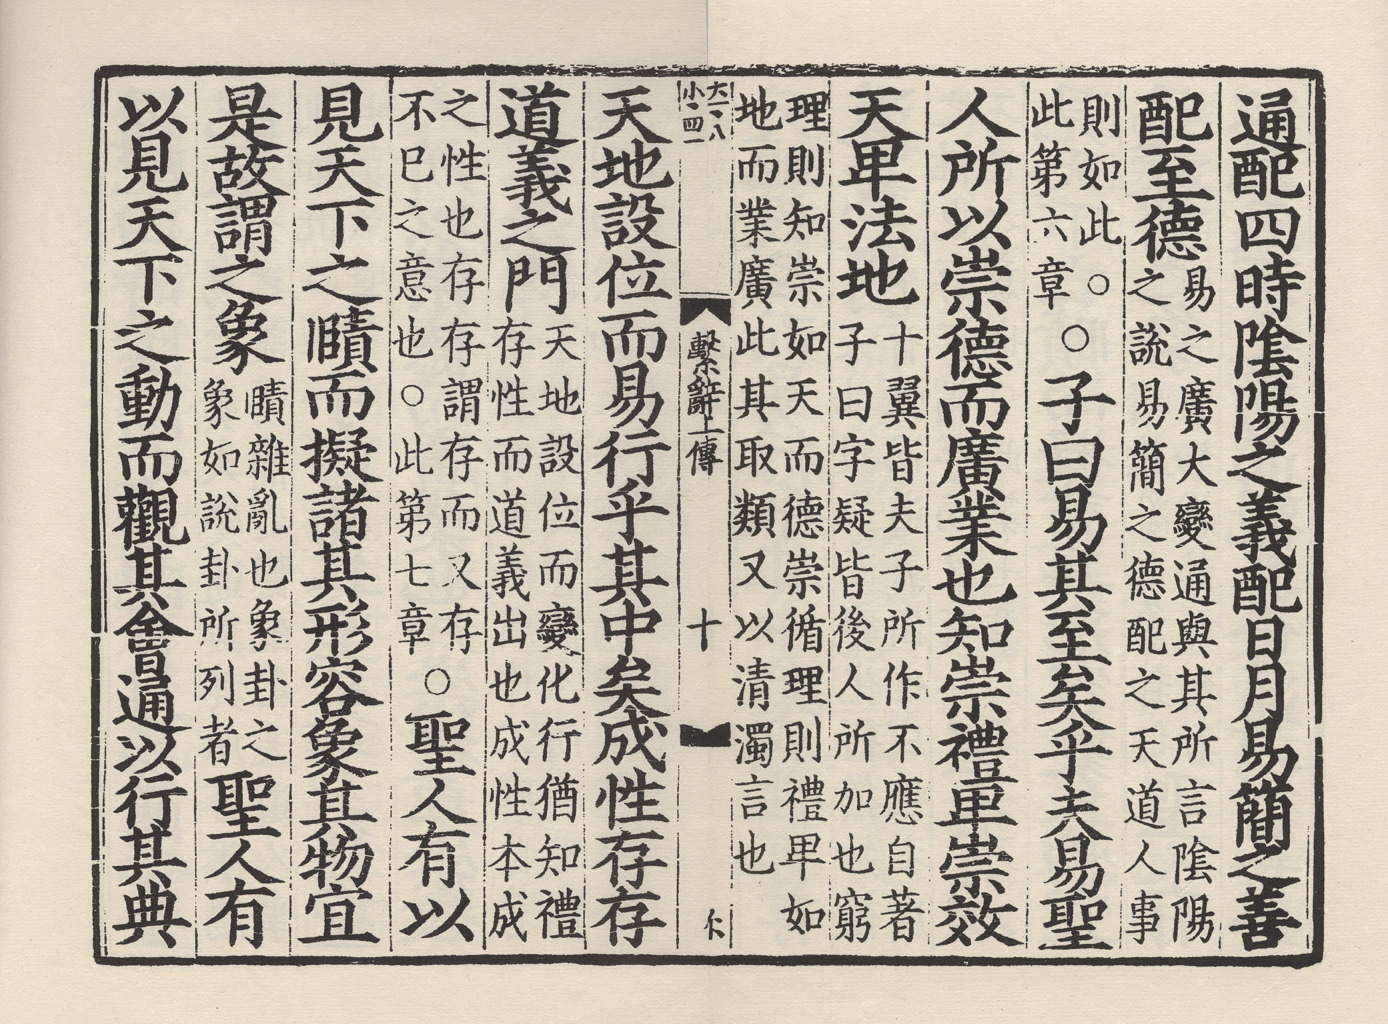 通配四時陰陽之義配日月易簡之善
配至德易之廣大變通與其所言陰陽
之說易簡之德配之天道人事
則如此○
此第六章○子曰易其至矣乎夫易聖
人所以崇德而廣業也知崇禮卑崇效
天卑法地十翼皆夫子所作不應自著
子曰字疑皆後人所加也窮
理則知崇如天而德崇循理則禮卑如
地而業廣此其取類又以清濁言也
繫辭上傳
十
天地設位而易行乎其中矣成性存存
道義之門天地設位而變化行猶知禮
存性而道義出也成性本成
之性也存存謂存而又存
不已之意也○此第七章○聖人有以
見天下之賾而擬諸其形容象其物宜
是故謂之象賾雜亂也象卦之
象如說卦所列者聖人有
以見天下之動而觀其會通以行其典